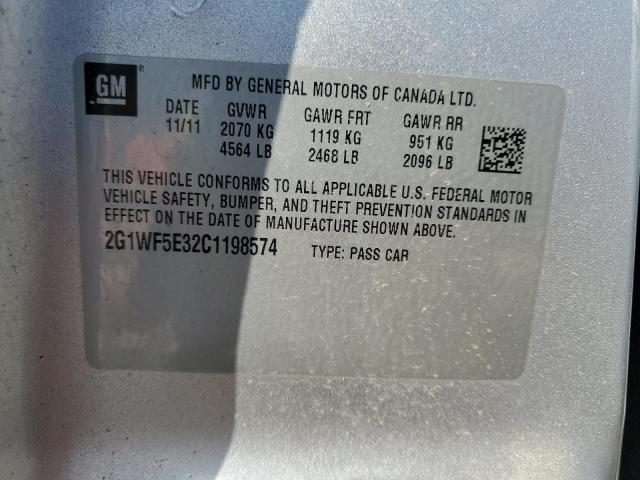 GM ®
MFD BY GENERAL MOTORS OF CANADA LTD.
DATE GVWR GAWR FRT GAWR RR
11/11 2070 KG 1119 KG 951 KG
4564 LB 2468 LB 2096 LB
THIS VEHICLE CONFORMS TO ALL APPLICABLE U.S. FEDERAL MOTOR
VEHICLE SAFETY, BUMPER, AND THEFT PREVENTION STANDARDS IN
EFFECT ON THE DATE OF MANUFACTURE SHOWN ABOVE.
2G1WF5E32C1198574 TYPE: PASS CAR